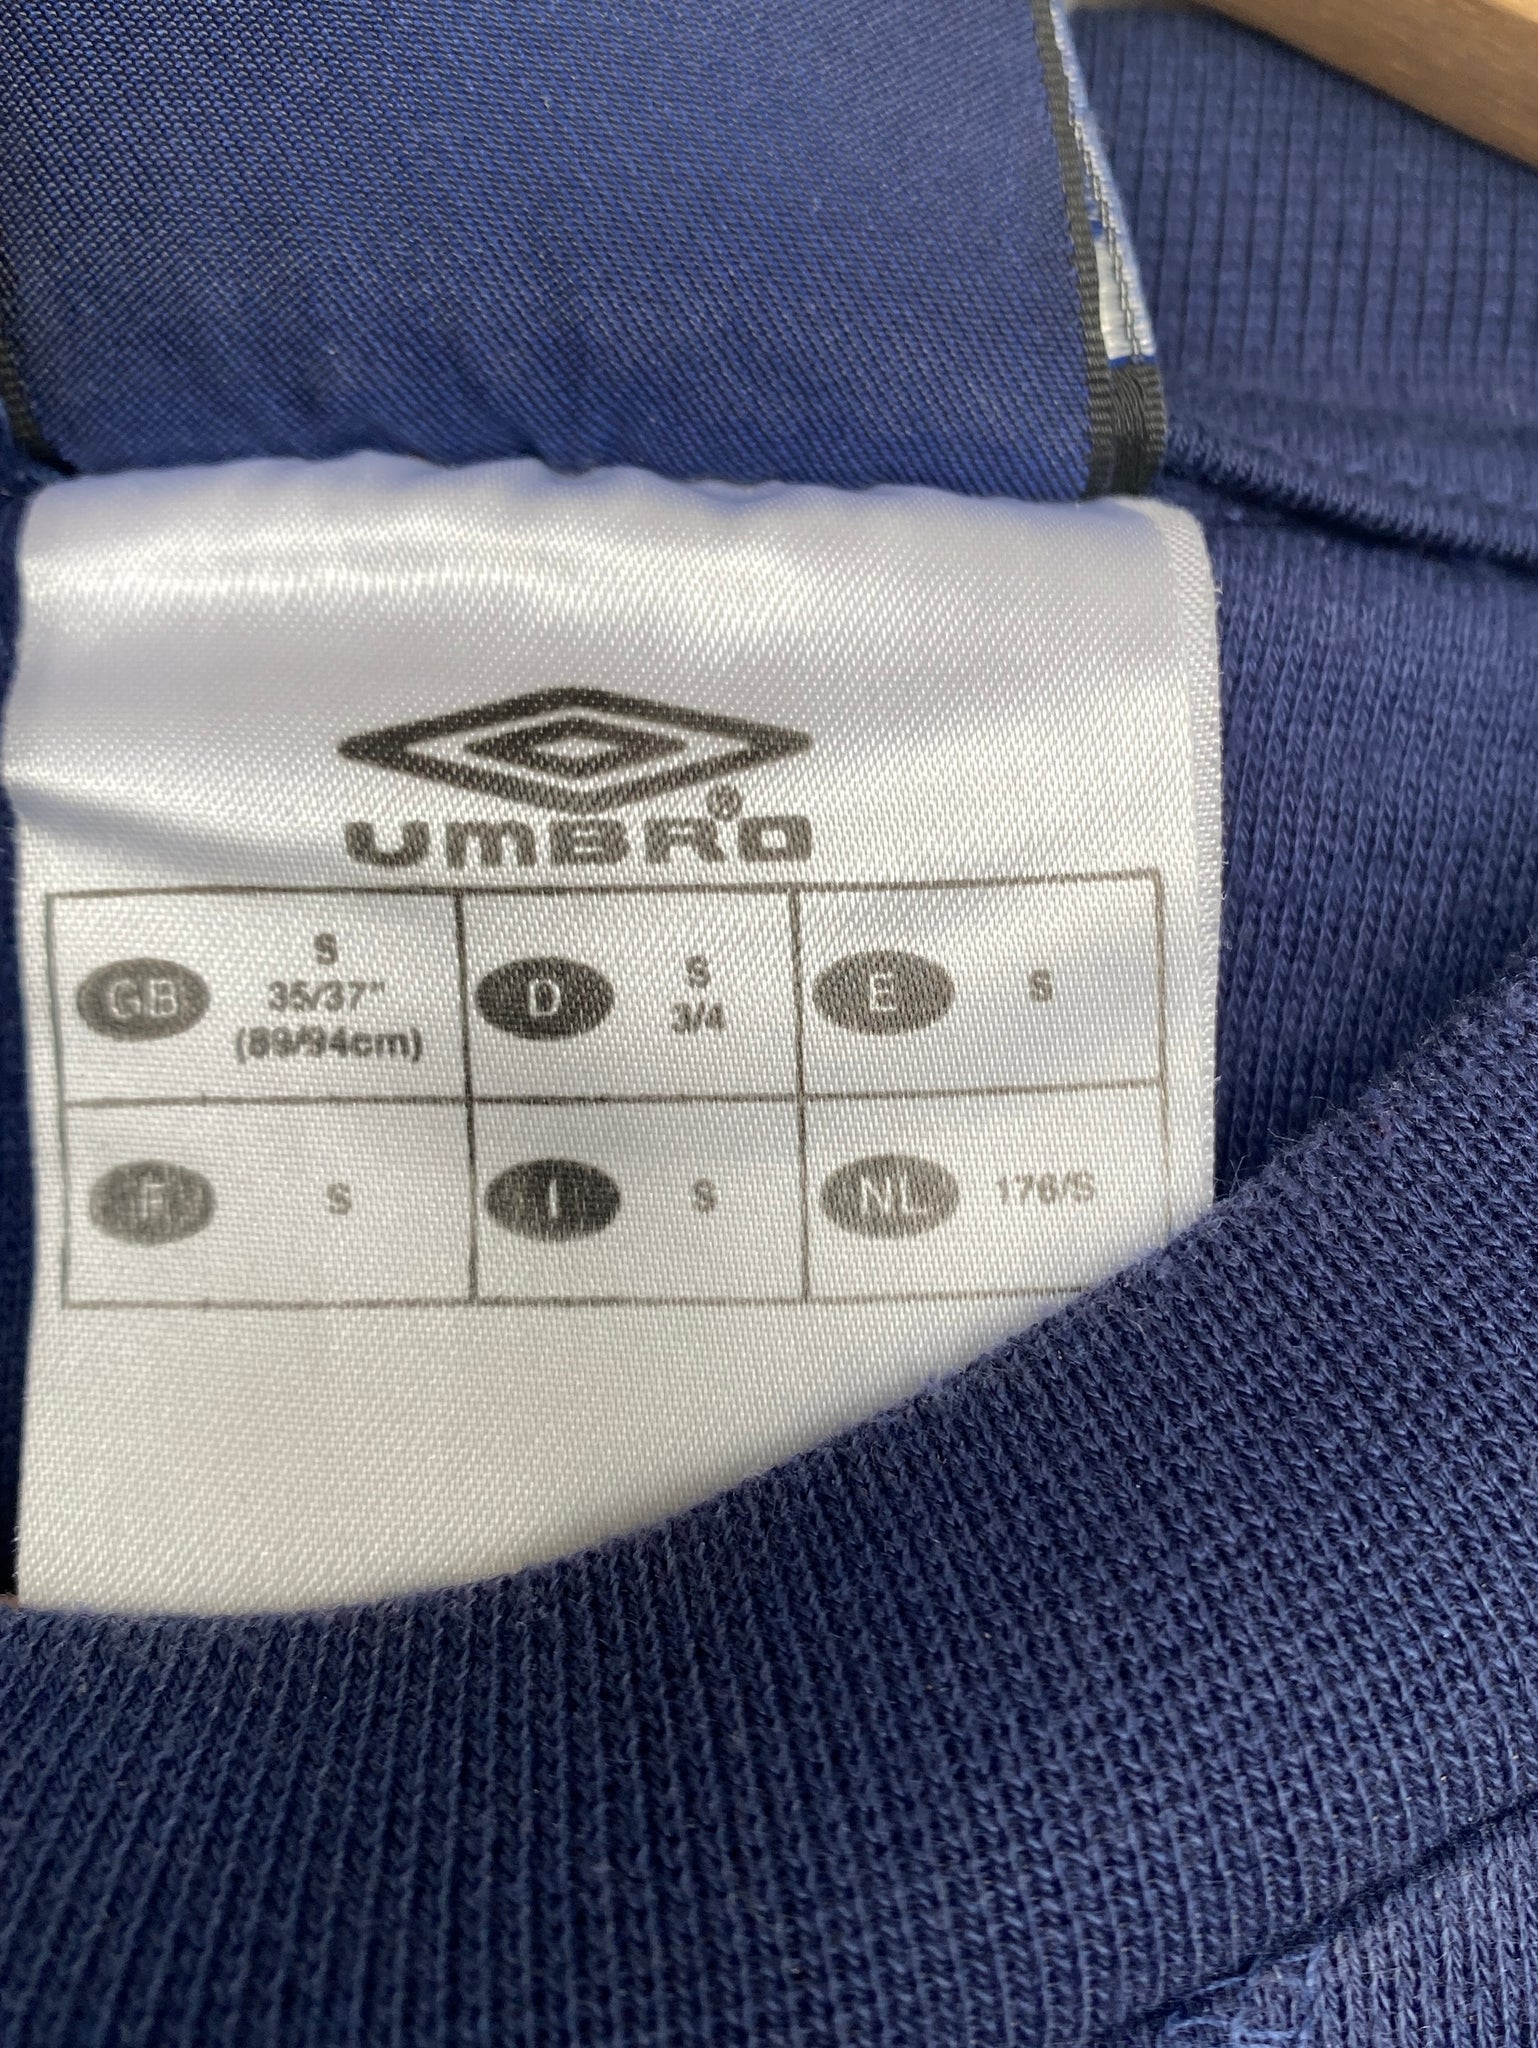 UMBRO®
GB S 35/37" (89/94cm)
D S 3/4
E S
F S
I S
NL 176/S